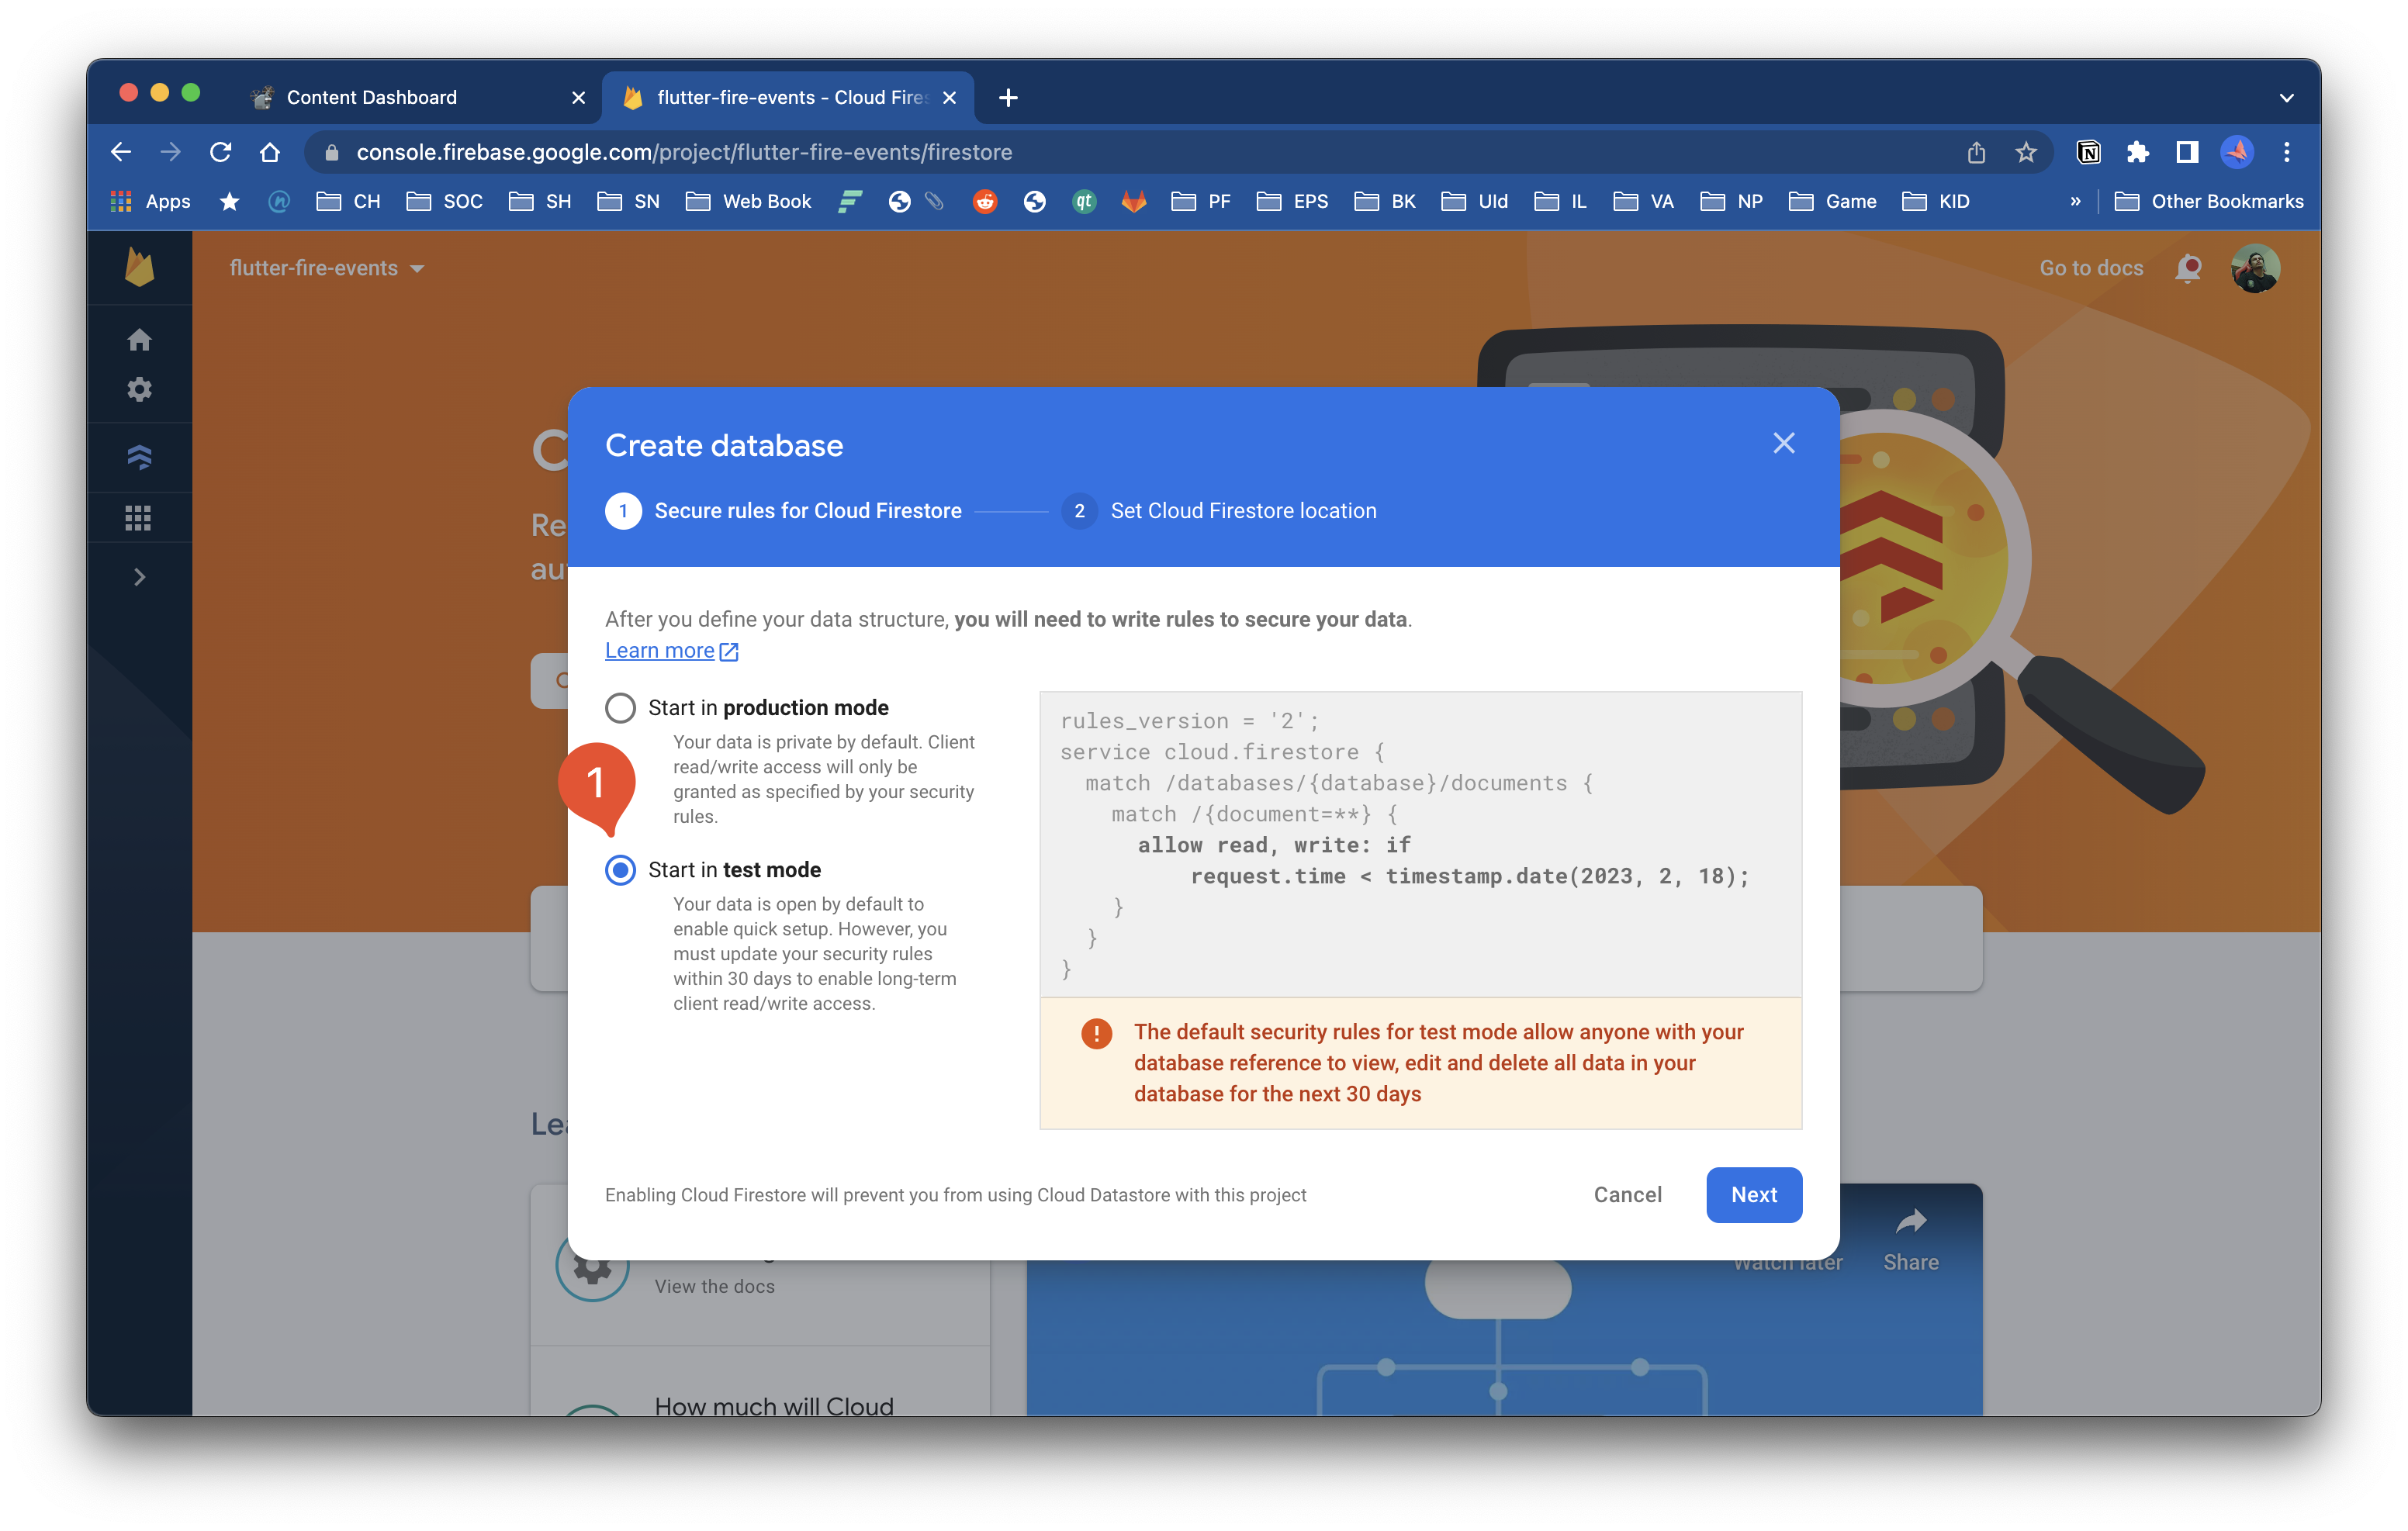 Content Dashboard
flutter-fire-events - Cloud Fires
console.firebase.google.com/project/flutter-fire-events/firestore
Apps
CH
SOC
SH
SN
Web Book
qt
PF
EPS
BK
UId
IL
VA
NP
Game
KID
»
Other Bookmarks
flutter-fire-events
Go to docs
C
Create database
1 Secure rules for Cloud Firestore
2 Set Cloud Firestore location
Re
au
After you define your data structure, you will need to write rules to secure your data.
Learn more
Start in production mode
Your data is private by default. Client
read/write access will only be
granted as specified by your security
rules.
1
Start in test mode
Your data is open by default to
enable quick setup. However, you
must update your security rules
within 30 days to enable long-term
client read/write access.
rules_version = '2';
service cloud.firestore {
match /databases/{database}/documents {
match /{document=**} {
allow read, write: if
request.time < timestamp.date(2023, 2, 18);
}
}
}
The default security rules for test mode allow anyone with your
database reference to view, edit and delete all data in your
database for the next 30 days
Lea
Enabling Cloud Firestore will prevent you from using Cloud Datastore with this project
Cancel
Next
Watch later
Share
View the docs
How much will Cloud